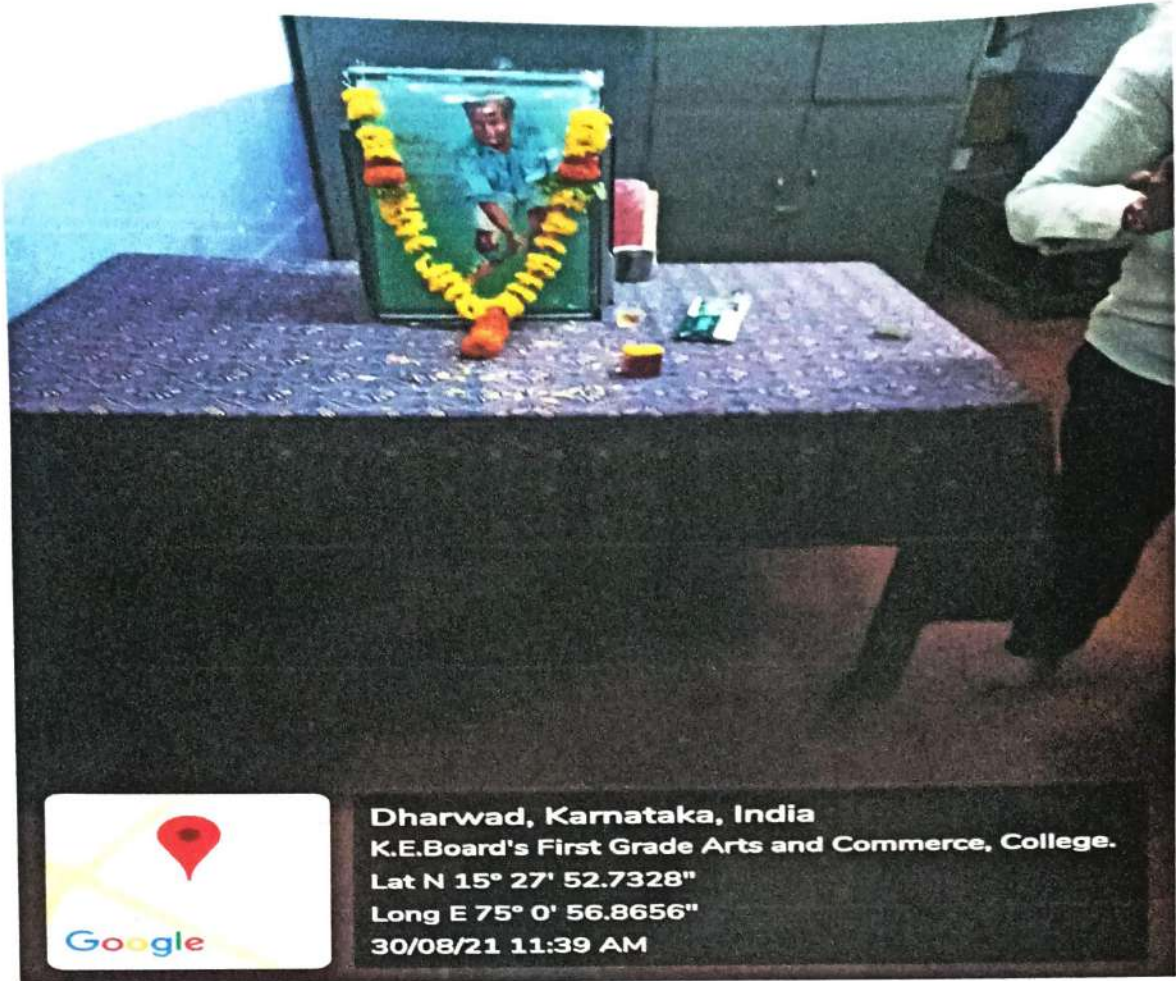 Dharwad, Karnataka, India
K.E.Board's First Grade Arts and Commerce, College.
Lat N 15° 27' 52.7328"
Long E 75° 0' 56.8656"
30/08/21 11:39 AM
Google